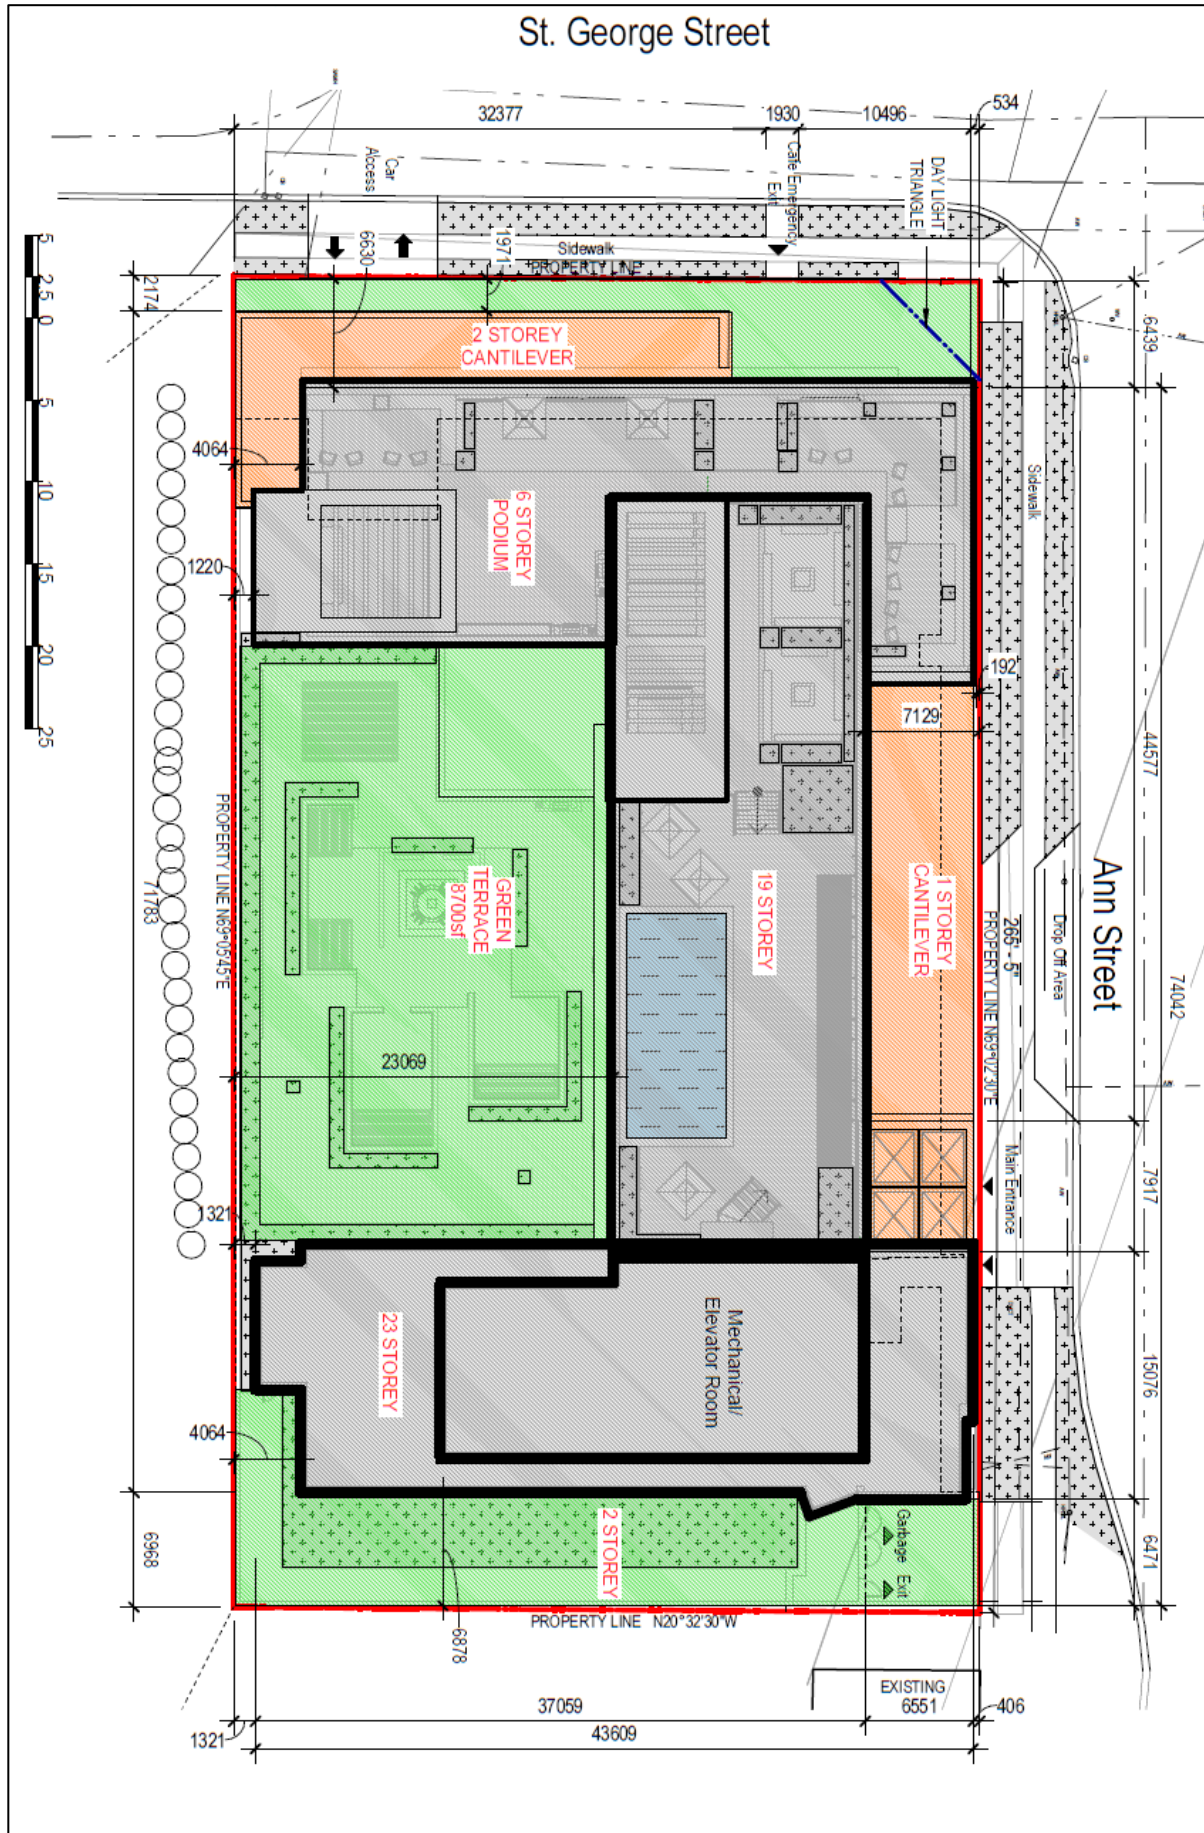 St. George Street
32377
1930
10496
534
Car
Access
Cafe Emergency
Exit
DAY LIGHT
TRIANGLE
6630
1971
Sidewalk
PROPERTY LINE
5
2.5
0
5
10
15
20
25
2174
6439
2 STOREY
CANTILEVER
4064
6 STOREY
PODIUM
Sidewalk
1220
192
7129
44577
PROPERTY LINE N69°05'45"E
71783
GREEN
TERRACE
8700sf
19 STOREY
1 STOREY
CANTILEVER
265' - 5"
PROPERTY LINE N69°02'30"E
Drop Off Area
Ann Street
74042
23069
Main Entrance
7917
1321
23 STOREY
Mechanical/
Elevator Room
15076
4064
6968
2 STOREY
Garbage Exit
6471
PROPERTY LINE N20°32'30"W
6878
EXISTING
37059
6551
406
1321
43609